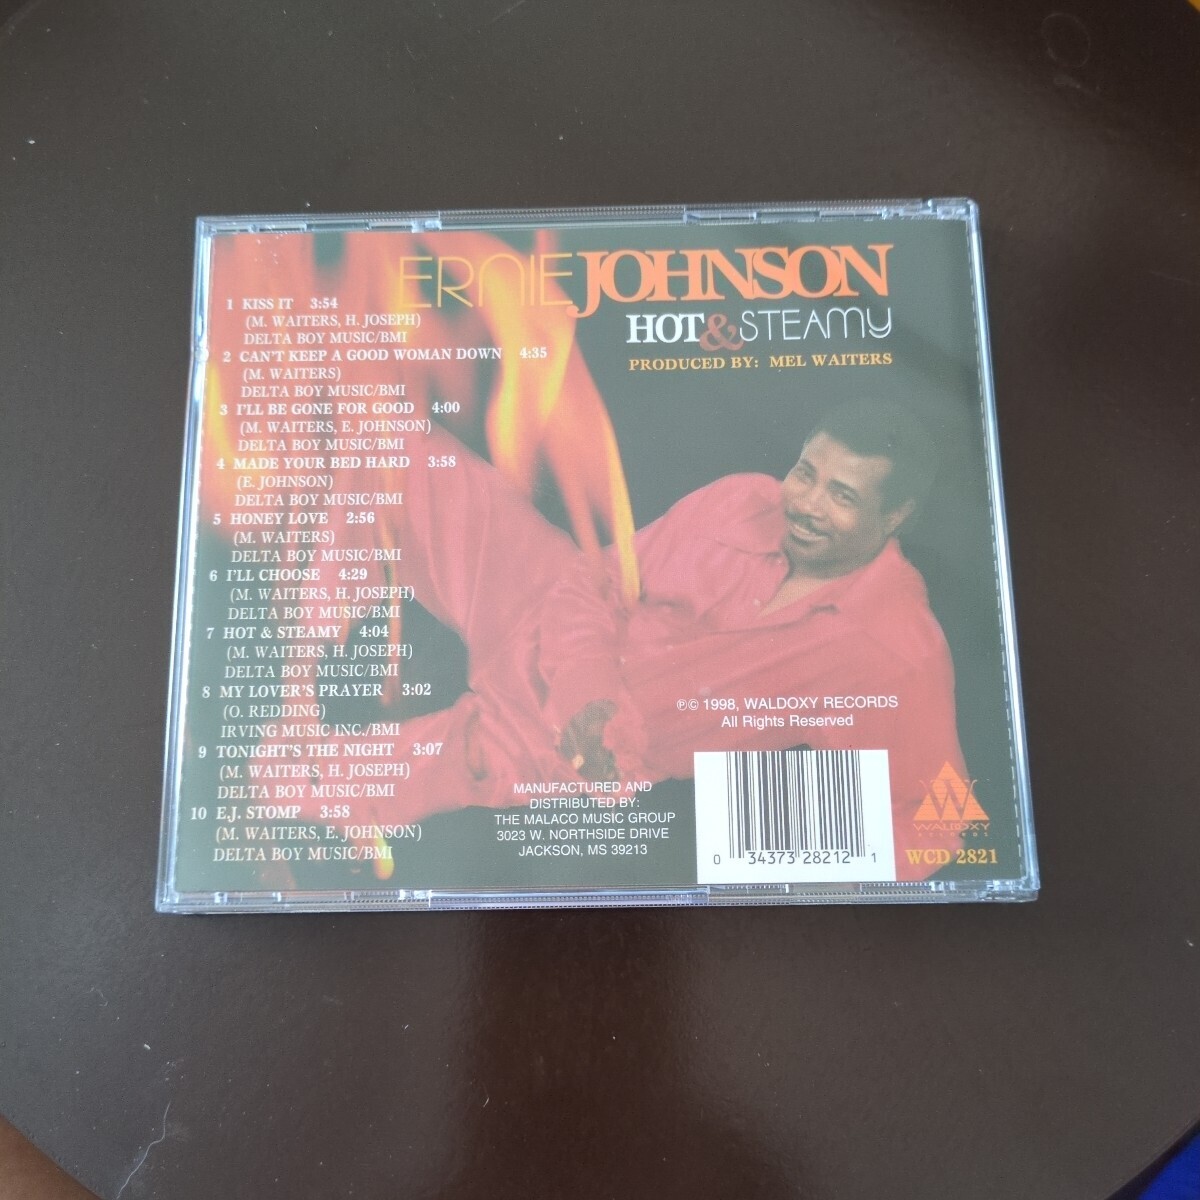 ERNIE JOHNSON
HOT & STEAMY
PRODUCED BY: MEL WAITERS
1 KISS IT 3:54
(M. WAITERS, H. JOSEPH)
DELTA BOY MUSIC/BMI
2 CAN'T KEEP A GOOD WOMAN DOWN 4:35
(M. WAITERS)
DELTA BOY MUSIC/BMI
3 I'LL BE GONE FOR GOOD 4:00
(M. WAITERS, E. JOHNSON)
DELTA BOY MUSIC/BMI
4 MADE YOUR BED HARD 3:58
(E. JOHNSON)
DELTA BOY MUSIC/BMI
5 HONEY LOVE 2:56
(M. WAITERS)
DELTA BOY MUSIC/BMI
6 I'LL CHOOSE 4:29
(M. WAITERS, H. JOSEPH)
DELTA BOY MUSIC/BMI
7 HOT & STEAMY 4:04
(M. WAITERS, H. JOSEPH)
DELTA BOY MUSIC/BMI
8 MY LOVER'S PRAYER 3:02
(O. REDDING)
IRVING MUSIC INC./BMI
9 TONIGHT'S THE NIGHT 3:07
(M. WAITERS, H. JOSEPH)
DELTA BOY MUSIC/BMI
10 E.J. STOMP 3:58
(M. WAITERS, E. JOHNSON)
DELTA BOY MUSIC/BMI
℗© 1998, WALDOXY RECORDS
All Rights Reserved
MANUFACTURED AND
DISTRIBUTED BY:
THE MALACO MUSIC GROUP
3023 W. NORTHSIDE DRIVE
JACKSON, MS 39213
0 34373 28212 1
WALDOXY
RECORDS
WCD 2821